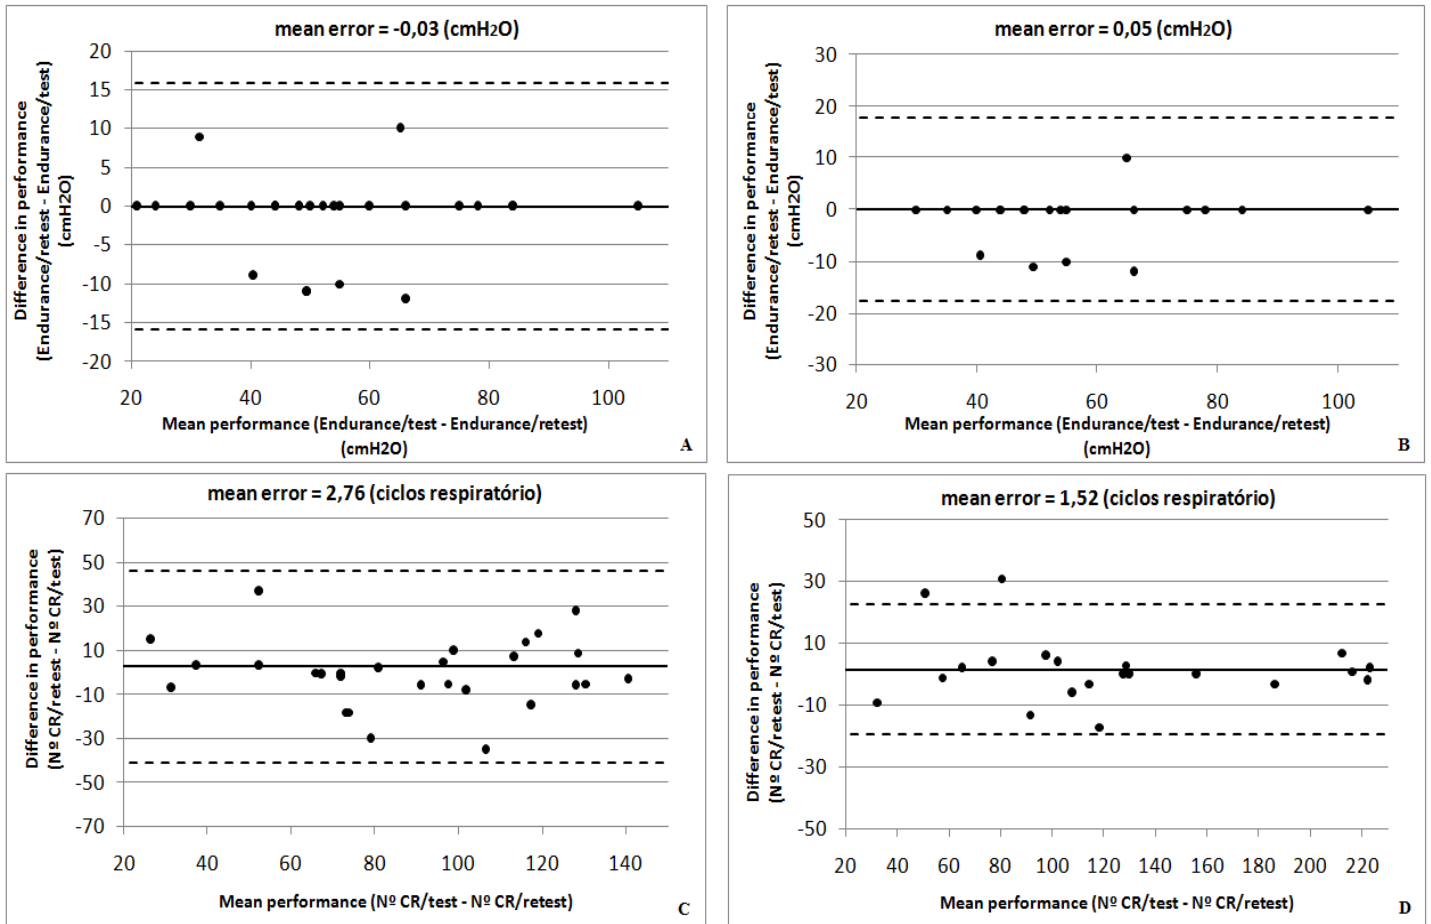 mean error = -0,03 (cmH2O)
Difference in performance
(Endurance/retest - Endurance/test)
(cmH2O)
20
15
10
5
0
-5
-10
-15
-20
20 40 60 80 100
Mean performance (Endurance/test - Endurance/retest)
(cmH2O)
A
mean error = 0,05 (cmH2O)
Difference in performance
(Endurance/retest - Endurance/test)
(cmH2O)
30
20
10
0
-10
-20
-30
20 40 60 80 100
Mean performance (Endurance/test - Endurance/retest)
(cmH2O)
B
mean error = 2,76 (ciclos respiratório)
Difference in performance
(Nº CR/retest - Nº CR/test)
70
50
30
10
-10
-30
-50
-70
20 40 60 80 100 120 140
Mean performance (Nº CR/test - Nº CR/retest)
C
mean error = 1,52 (ciclos respiratório)
Difference in performance
(Nº CR/retest - Nº CR/test)
50
30
10
-10
-30
-50
20 40 60 80 100 120 140 160 180 200 220
Mean performance (Nº CR/test - Nº CR/retest)
D